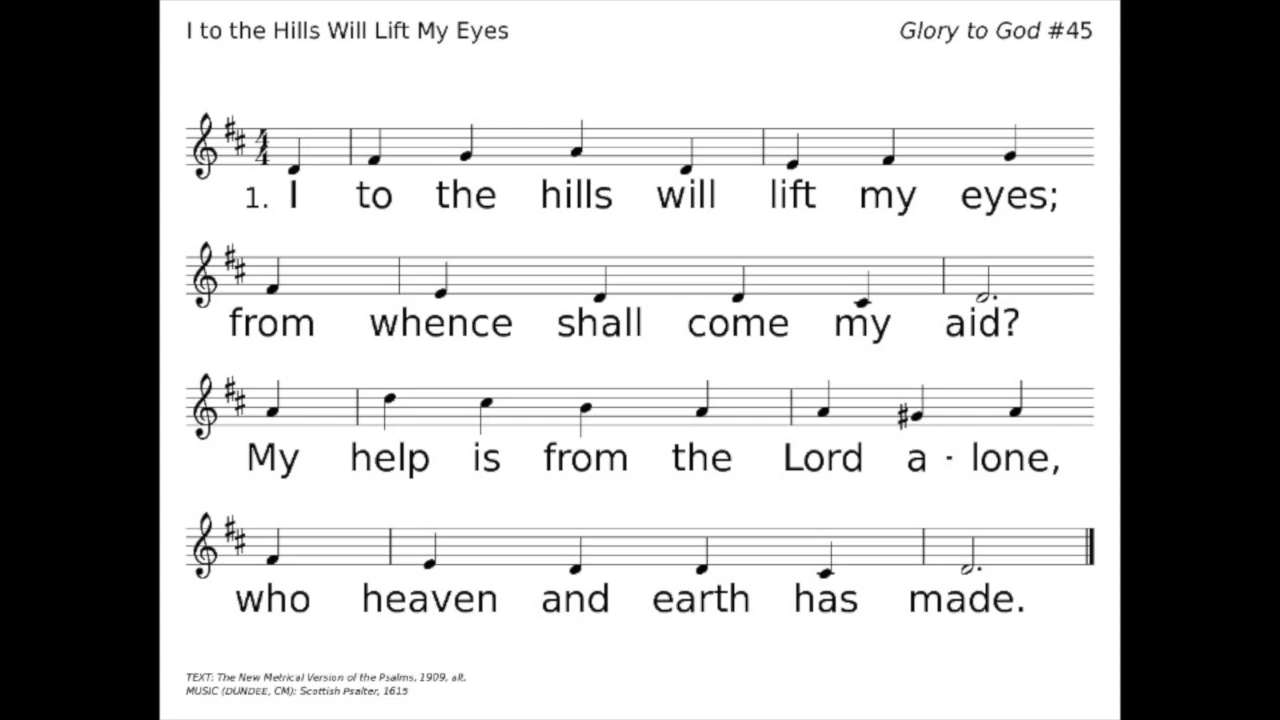 I to the Hills Will Lift My Eyes
Glory to God #45
4
4
1. I to the hills will lift my eyes;
from whence shall come my aid?
My help is from the Lord a - lone,
who heaven and earth has made.
TEXT: The New Metrical Version of the Psalms, 1909, alt.
MUSIC (DUNDEE, CM): Scottish Psalter, 1615